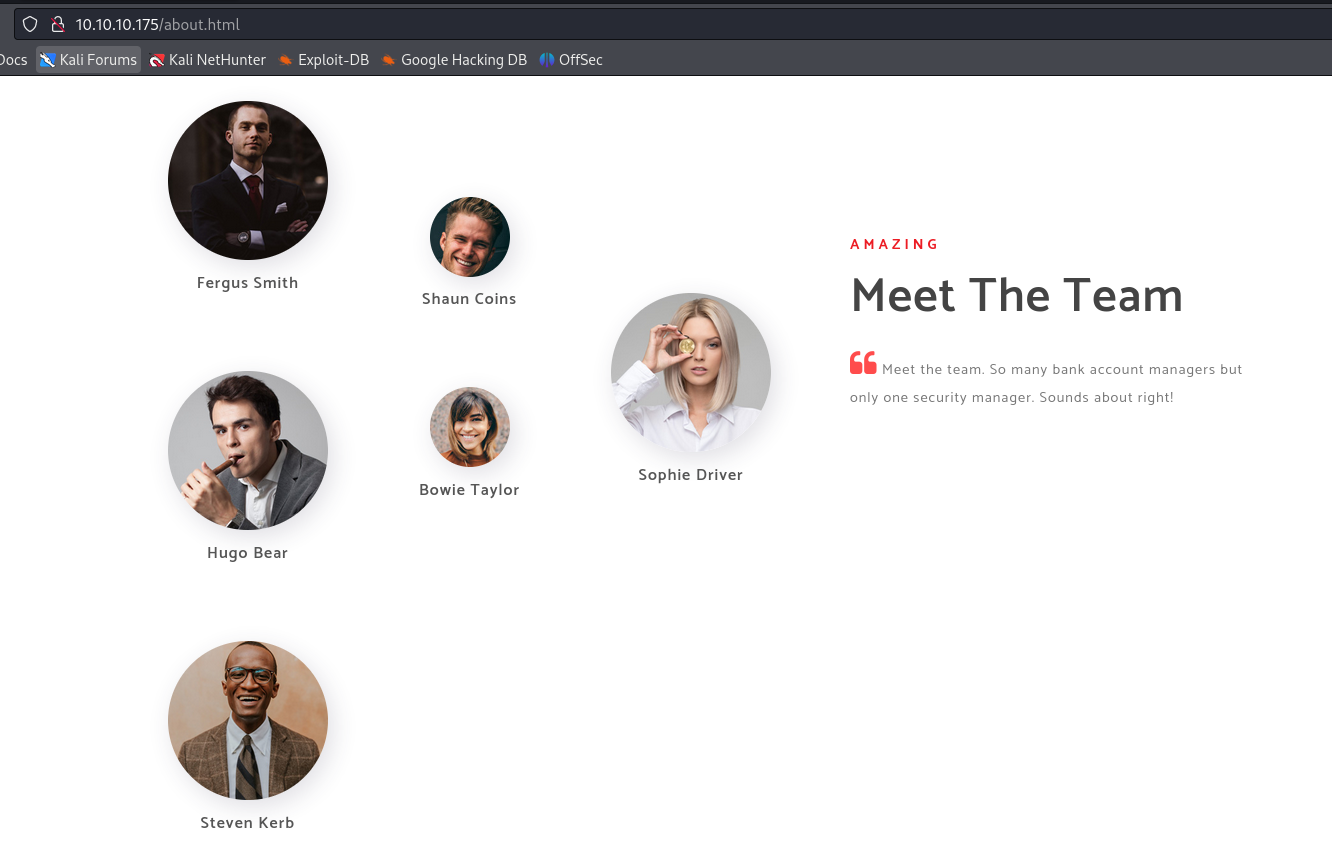 10.10.10.175/about.html
Docs Kali Forums Kali NetHunter Exploit-DB Google Hacking DB OffSec
Fergus Smith
Shaun Coins
Hugo Bear
Bowie Taylor
Sophie Driver
Steven Kerb
AMAZING
Meet The Team
Meet the team. So many bank account managers but
only one security manager. Sounds about right!